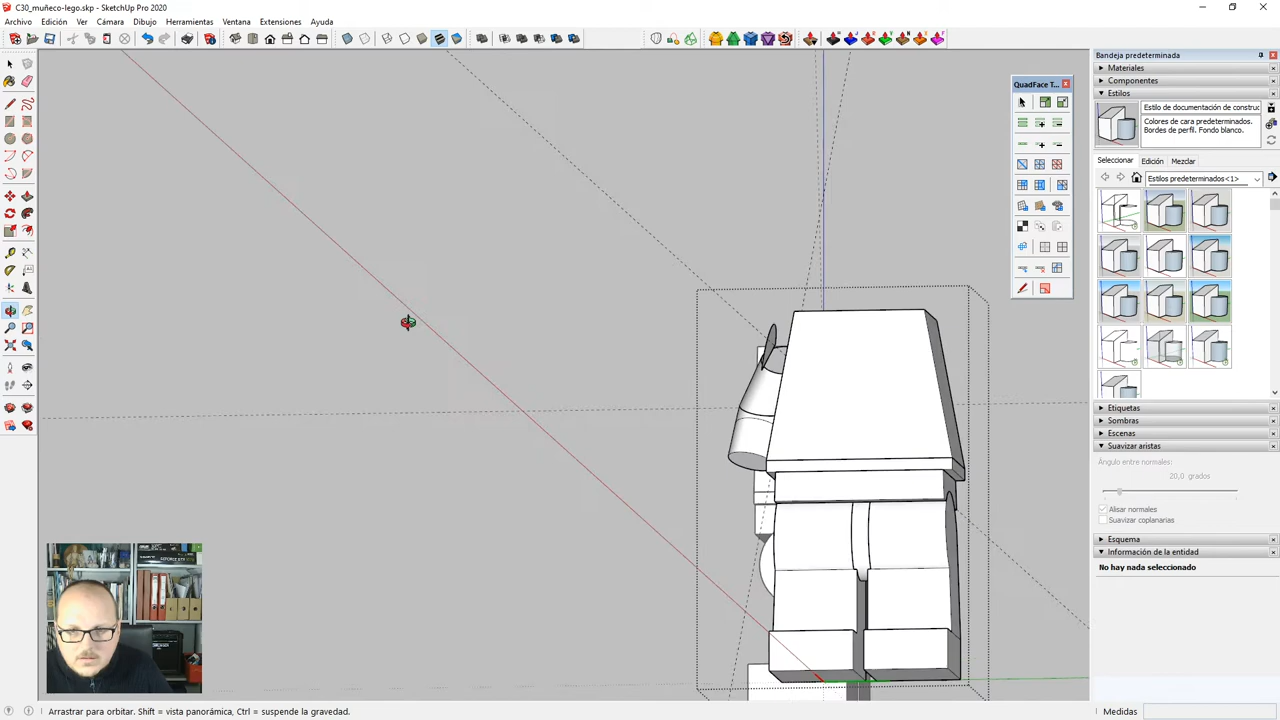 C30_muñeco-lego.skp - SketchUp Pro 2020
Archivo Edición Ver Cámara Dibujo Herramientas Ventana Extensiones Ayuda
QuadFace T...
Bandeja predeterminada
Materiales
Componentes
Estilos
Estilo de documentación de construc
Colores de cara predeterminados.
Bordes de perfil. Fondo blanco.
Seleccionar Edición Mezclar
Estilos predeterminados<1>
Etiquetas
Sombras
Escenas
Suavizar aristas
Ángulo entre normales:
20,0 grados
Alisar normales
Suavizar coplanarias
Esquema
Información de la entidad
No hay nada seleccionado
Arrastrar para orbitar. Shift = vista panorámica, Ctrl = suspende la gravedad.
Medidas